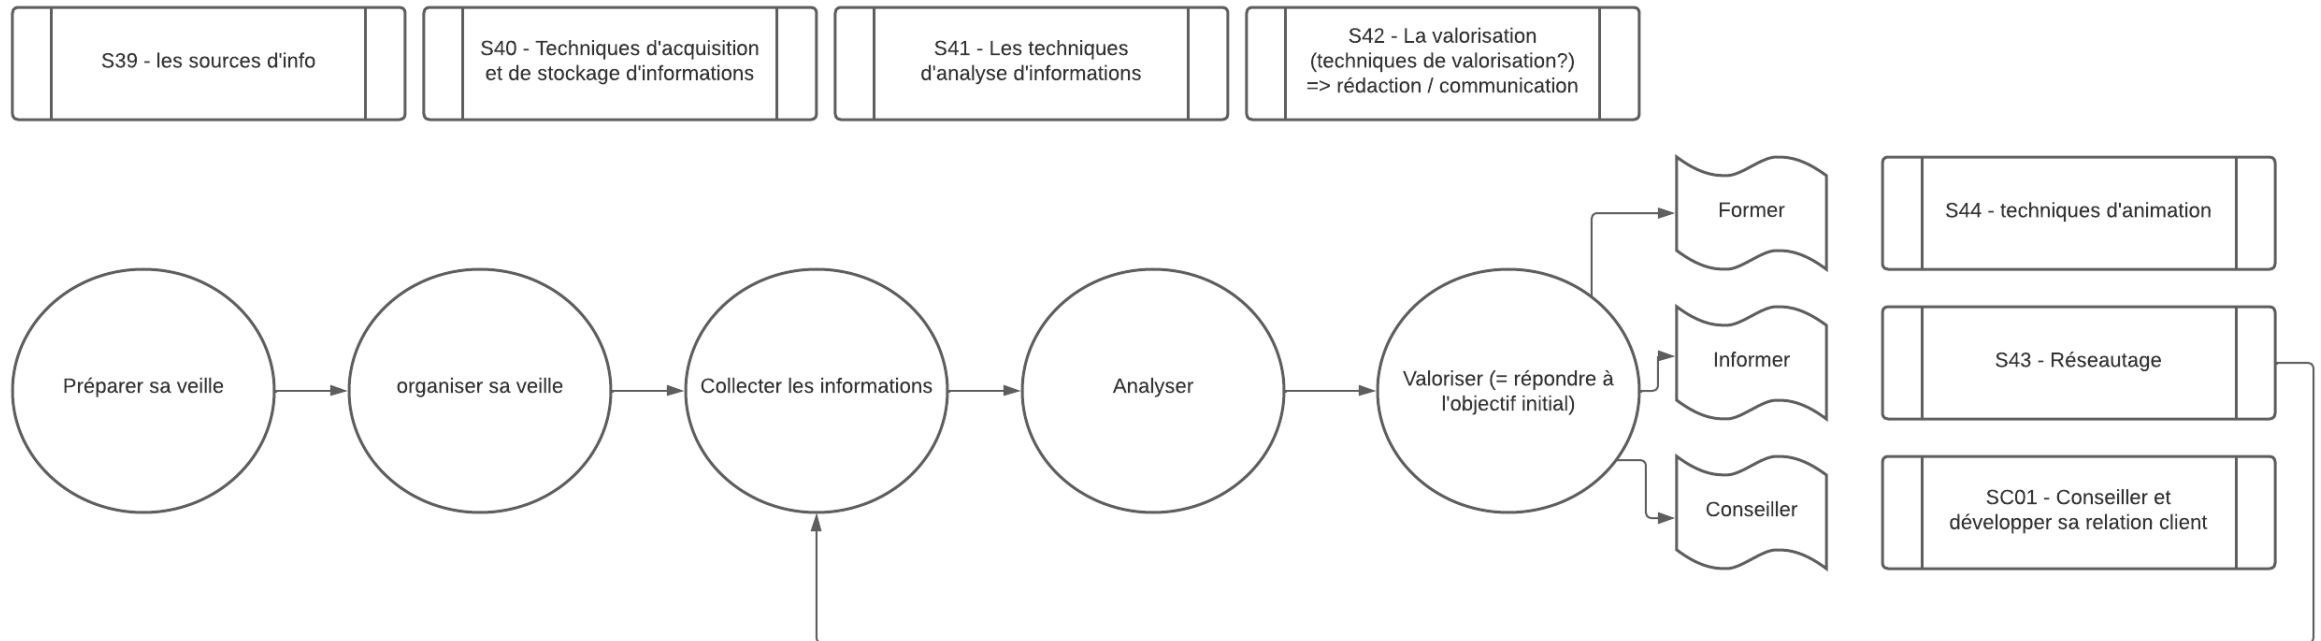 S39 - les sources d'info
S40 - Techniques d'acquisition
et de stockage d'informations
S41 - Les techniques
d'analyse d'informations
S42 - La valorisation
(techniques de valorisation?)
=> rédaction / communication
Former
S44 - techniques d'animation
Préparer sa veille
organiser sa veille
Collecter les informations
Analyser
Valoriser (= répondre à
l'objectif initial)
Informer
S43 - Réseautage
Conseiller
SC01 - Conseiller et
développer sa relation client